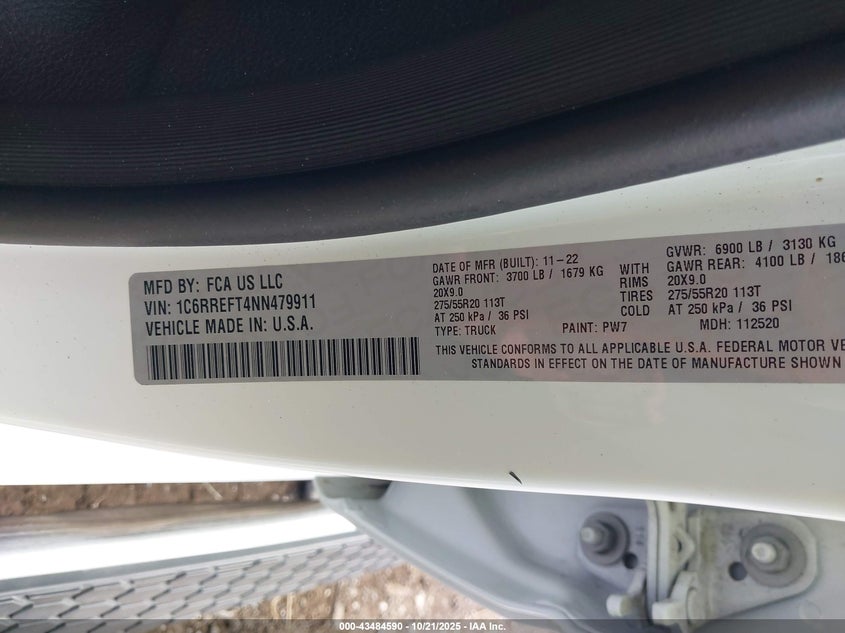 MFD BY: FCA US LLC
VIN: 1C6RREFT4NN479911
VEHICLE MADE IN U.S.A.
DATE OF MFR (BUILT): 11-22
GAWR FRONT: 3700 LB / 1679 KG
20X9.0
275/55R20 113T
AT 250 kPa / 36 PSI
TYPE: TRUCK PAINT: PW7
WITH
RIMS
TIRES
COLD
GVWR: 6900 LB / 3130 KG
GAWR REAR: 4100 LB / 186
20X9.0
275/55R20 113T
AT 250 kPa / 36 PSI
MDH: 112520
THIS VEHICLE CONFORMS TO ALL APPLICABLE U.S.A. FEDERAL MOTOR VE
STANDARDS IN EFFECT ON THE DATE OF MANUFACTURE SHOWN
000-43484590 - 10/21/2025 - IAA Inc.